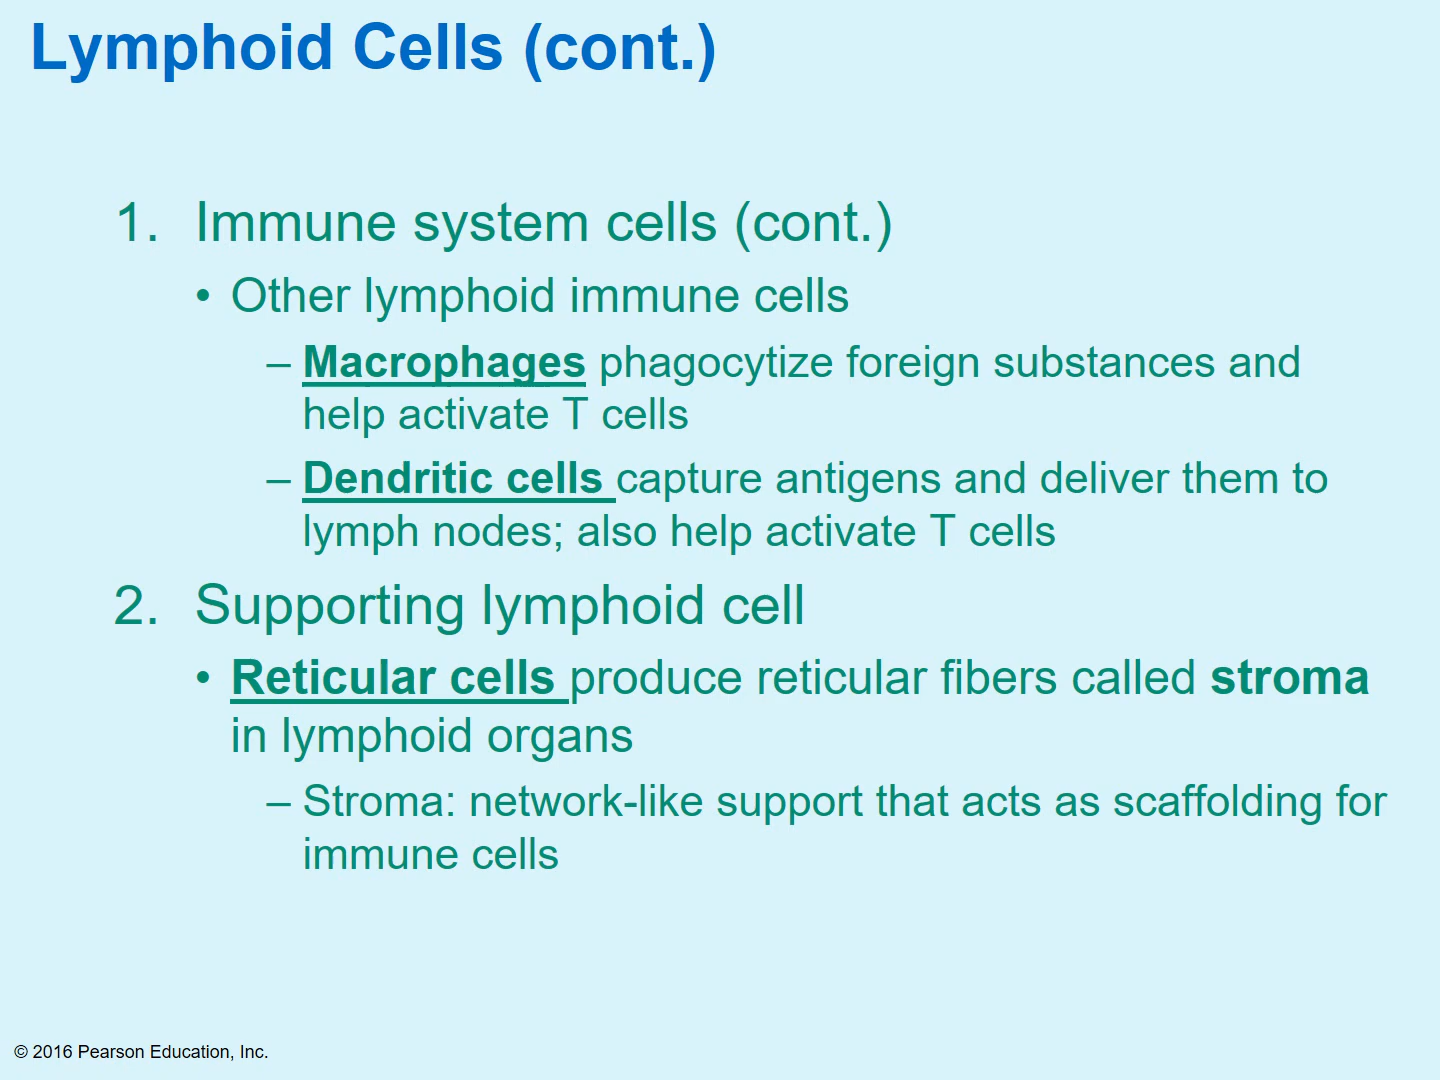 Lymphoid Cells (cont.)
1. Immune system cells (cont.)
• Other lymphoid immune cells
– Macrophages phagocytize foreign substances and
help activate T cells
– Dendritic cells capture antigens and deliver them to
lymph nodes; also help activate T cells
2. Supporting lymphoid cell
• Reticular cells produce reticular fibers called stroma
in lymphoid organs
– Stroma: network-like support that acts as scaffolding for
immune cells
© 2016 Pearson Education, Inc.